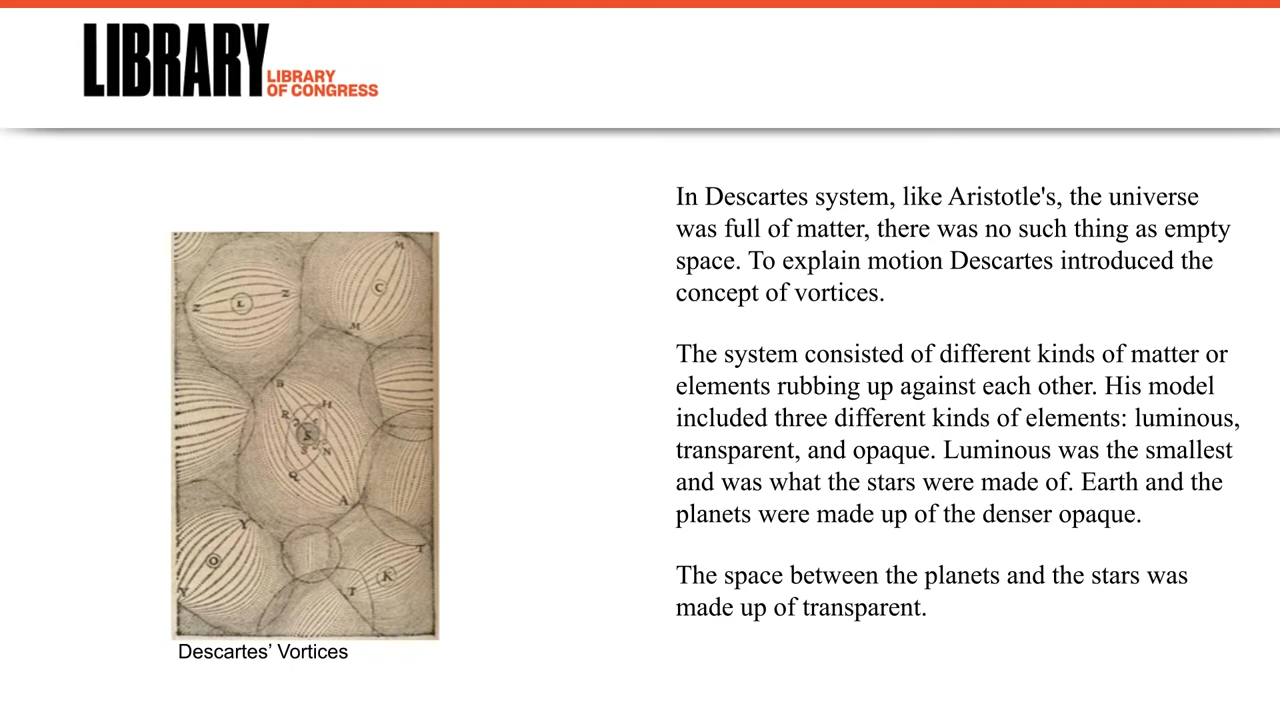 LIBRARY
LIBRARY
OF CONGRESS
In Descartes system, like Aristotle's, the universe
was full of matter, there was no such thing as empty
space. To explain motion Descartes introduced the
concept of vortices.
The system consisted of different kinds of matter or
elements rubbing up against each other. His model
included three different kinds of elements: luminous,
transparent, and opaque. Luminous was the smallest
and was what the stars were made of. Earth and the
planets were made up of the denser opaque.
The space between the planets and the stars was
made up of transparent.
M
C
Z
L
Z
M
B
H
R
S
S
N
Q
A
Y
T
O
K
Y
T
Descartes’ Vortices